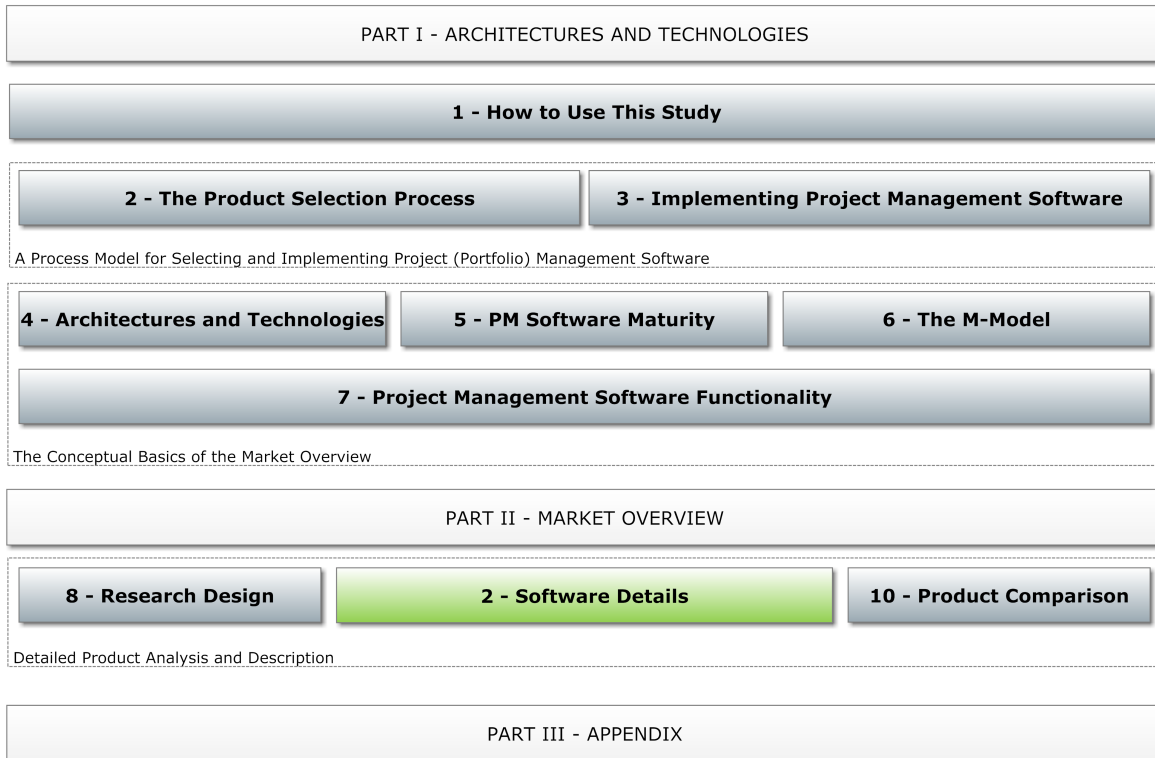 PART I - ARCHITECTURES AND TECHNOLOGIES
1 - How to Use This Study
2 - The Product Selection Process
3 - Implementing Project Management Software
A Process Model for Selecting and Implementing Project (Portfolio) Management Software
4 - Architectures and Technologies
5 - PM Software Maturity
6 - The M-Model
7 - Project Management Software Functionality
The Conceptual Basics of the Market Overview
PART II - MARKET OVERVIEW
8 - Research Design
2 - Software Details
10 - Product Comparison
Detailed Product Analysis and Description
PART III - APPENDIX